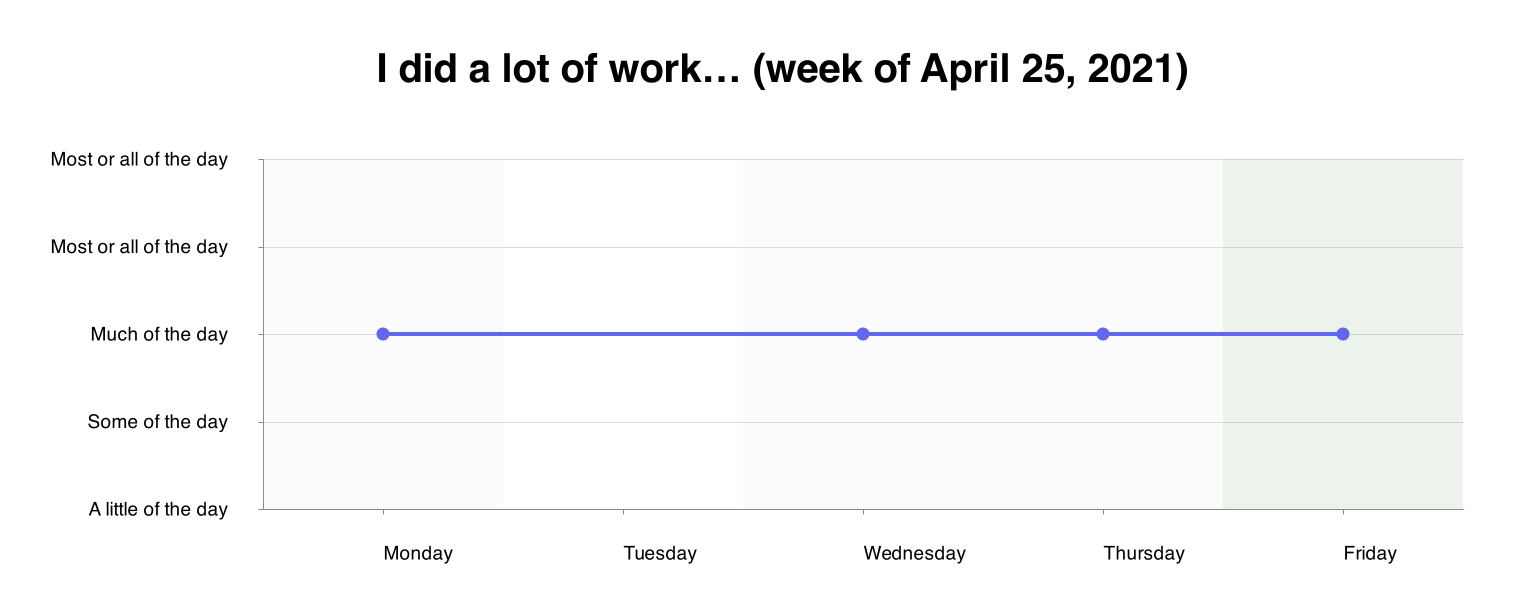 I did a lot of work… (week of April 25, 2021)
Most or all of the day
Most or all of the day
Much of the day
Some of the day
A little of the day
Monday
Tuesday
Wednesday
Thursday
Friday